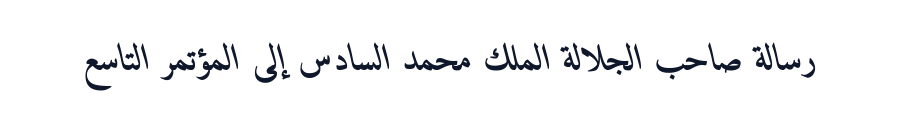 رسالة صاحب الجلالة الملك محمد السادس إلى المؤتمر التاسع